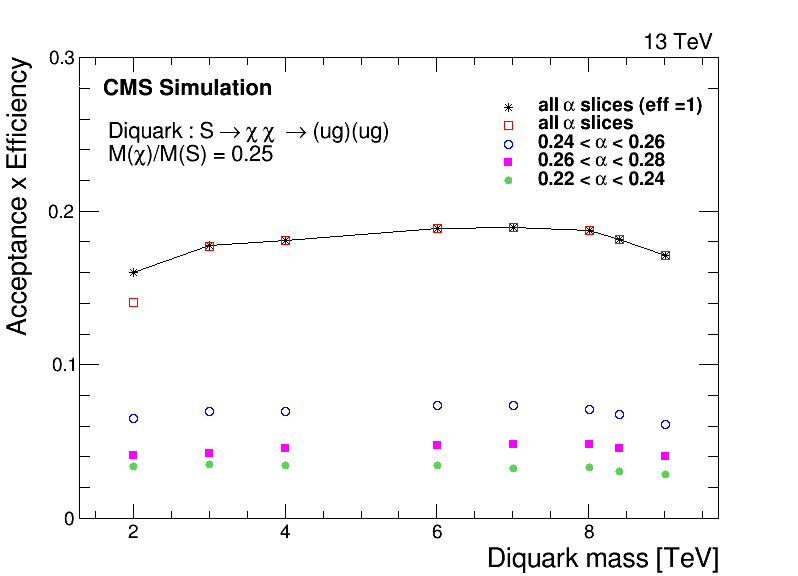 13 TeV
0.3
CMS Simulation
all α slices (eff =1)
all α slices
0.24 < α < 0.26
0.26 < α < 0.28
0.22 < α < 0.24
Diquark : S → χ χ → (ug)(ug)
M(χ)/M(S) = 0.25
Acceptance x Efficiency
0.2
0.1
0
2 4 6 8
Diquark mass [TeV]